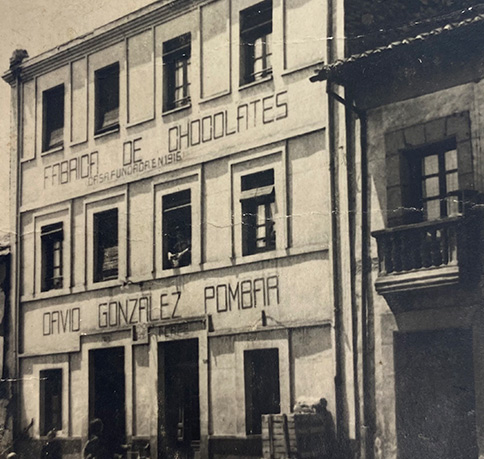 FABRICA DE CHOCOLATES
CASA FUNDADA EN 1916
DAVID GONZALEZ POMBAR